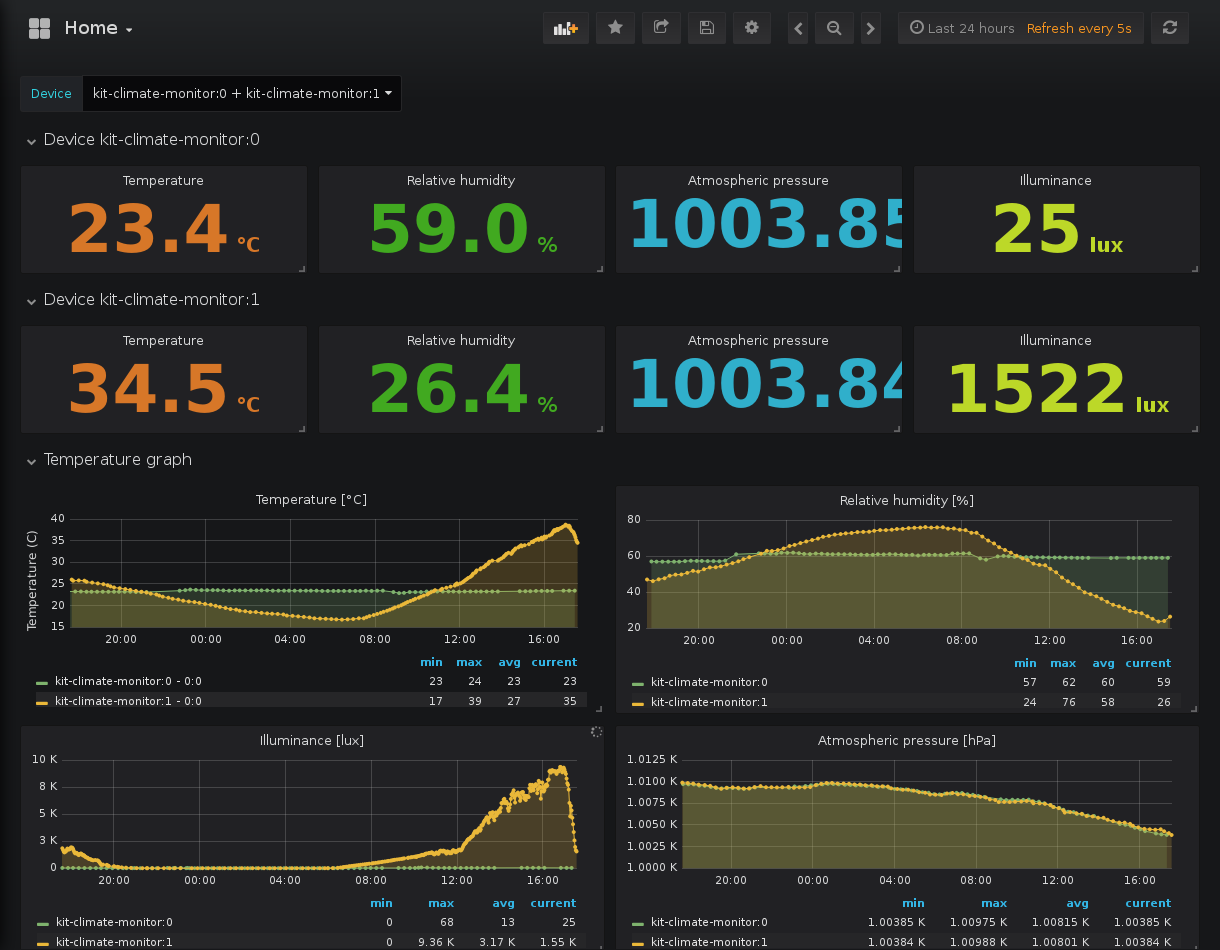 Home
Last 24 hours Refresh every 5s
Device kit-climate-monitor:0 + kit-climate-monitor:1
Device kit-climate-monitor:0
Temperature Relative humidity Atmospheric pressure Illuminance
23.4 °C 59.0 % 1003.85 25 lux
Device kit-climate-monitor:1
Temperature Relative humidity Atmospheric pressure Illuminance
34.5 °C 26.4 % 1003.84 1522 lux
Temperature graph
Temperature [°C]
Temperature (C)
40
35
30
25
20
15
20:00 00:00 04:00 08:00 12:00 16:00
min max avg current
kit-climate-monitor:0 - 0:0 23 24 23 23
kit-climate-monitor:1 - 0:0 17 39 27 35
Relative humidity [%]
80
60
40
20
20:00 00:00 04:00 08:00 12:00 16:00
min max avg current
kit-climate-monitor:0 57 62 60 59
kit-climate-monitor:1 24 76 58 26
Illuminance [lux]
10 K
8 K
5 K
3 K
0
20:00 00:00 04:00 08:00 12:00 16:00
min max avg current
kit-climate-monitor:0 0 68 13 25
kit-climate-monitor:1 0 9.36 K 3.17 K 1.55 K
Atmospheric pressure [hPa]
1.0125 K
1.0100 K
1.0075 K
1.0050 K
1.0025 K
1.0000 K
20:00 00:00 04:00 08:00 12:00 16:00
min max avg current
kit-climate-monitor:0 1.00385 K 1.00975 K 1.00815 K 1.00385 K
kit-climate-monitor:1 1.00384 K 1.00988 K 1.00801 K 1.00384 K